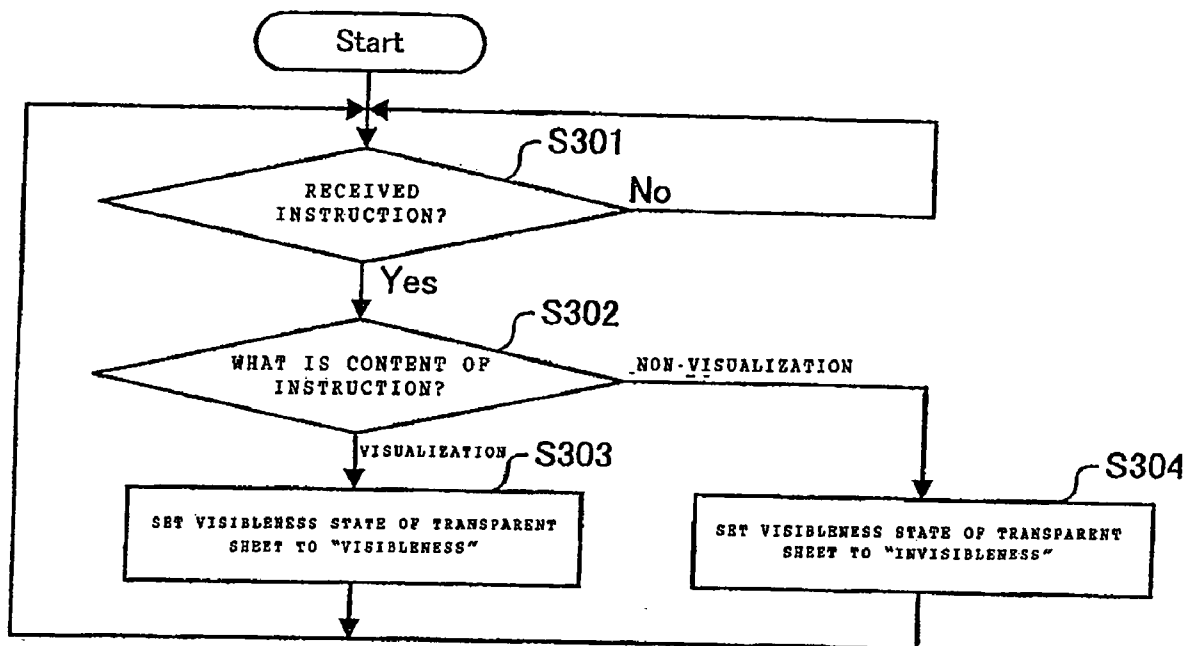 Start
S301
RECEIVED
INSTRUCTION?
No
Yes
S302
WHAT IS CONTENT OF
INSTRUCTION?
NON-VISUALIZATION
VISUALIZATION
S303
S304
SET VISIBLENESS STATE OF TRANSPARENT
SHEET TO "VISIBLENESS"
SET VISIBLENESS STATE OF TRANSPARENT
SHEET TO "INVISIBLENESS"